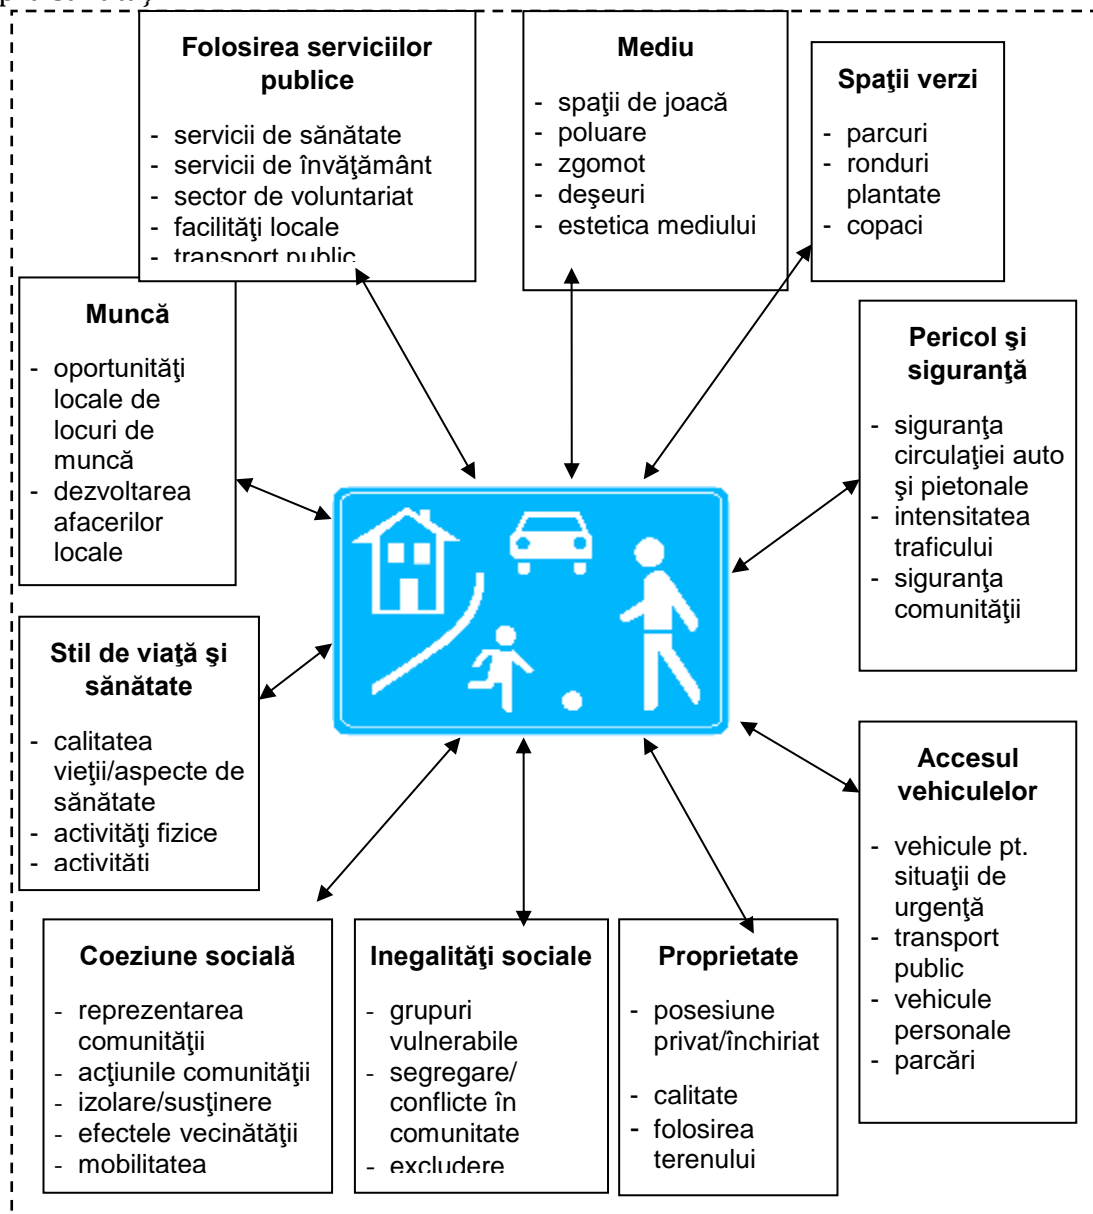 Folosirea serviciilor
publice
- servicii de sănătate
- servicii de învăţământ
- sector de voluntariat
- facilităţi locale
- transport public
Mediu
- spaţii de joacă
- poluare
- zgomot
- deşeuri
- estetica mediului
Spaţii verzi
- parcuri
- ronduri
plantate
- copaci
Muncă
- oportunităţi
locale de
locuri de
muncă
- dezvoltarea
afacerilor
locale
Pericol şi
siguranţă
- siguranţa
circulaţiei auto
şi pietonale
- intensitatea
traficului
- siguranţa
comunităţii
Stil de viaţă şi
sănătate
- calitatea
vieţii/aspecte de
sănătate
- activităţi fizice
- activităti
Accesul
vehiculelor
- vehicule pt.
situaţii de
urgenţă
- transport
public
- vehicule
personale
- parcări
Coeziune socială
- reprezentarea
comunităţii
- acţiunile comunităţii
- izolare/susţinere
- efectele vecinătăţii
- mobilitatea
Inegalităţi sociale
- grupuri
vulnerabile
- segregare/
conflicte în
comunitate
- excludere
Proprietate
- posesiune
privat/închiriat
- calitate
- folosirea
terenului